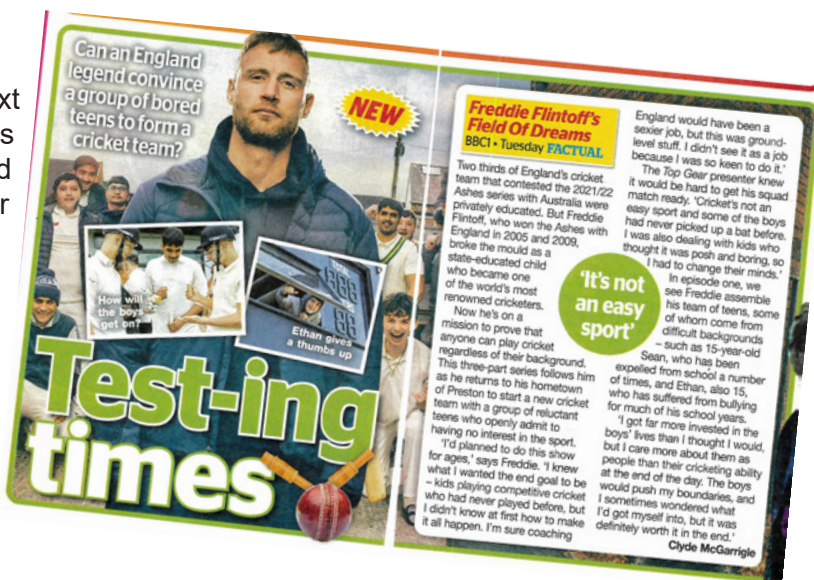 xt
s
d
r
Can an England
legend convince
a group of bored
teens to form a
cricket team?
NEW
How will
the boys
get on?
Ethan gives
a thumbs up
Test-ing
times
Freddie Flintoff's
Field Of Dreams
BBC1 • Tuesday FACTUAL
Two thirds of England's cricket
team that contested the 2021/22
Ashes series with Australia were
privately educated. But Freddie
Flintoff, who won the Ashes with
England in 2005 and 2009,
broke the mould as a
state-educated child
who became one
of the world's most
renowned cricketers.
Now he's on a
mission to prove that
anyone can play cricket
regardless of their background.
This three-part series follows him
as he returns to his hometown
of Preston to start a new cricket
team with a group of reluctant
teens who openly admit to
having no interest in the sport.
'I'd planned to do this show
for ages,' says Freddie. 'I knew
what I wanted the end goal to be
– kids playing competitive cricket
who had never played before, but
I didn't know at first how to make
it all happen. I'm sure coaching
England would have been a
sexier job, but this was ground-
level stuff. I didn't see it as a job
because I was so keen to do it.'
The Top Gear presenter knew
it would be hard to get his squad
match ready. 'Cricket's not an
easy sport and some of the boys
had never picked up a bat before.
I was also dealing with kids who
thought it was posh and boring, so
I had to change their minds.'
In episode one, we
see Freddie assemble
his team of teens, some
of whom come from
difficult backgrounds
– such as 15-year-old
Sean, who has been
expelled from school a number
of times, and Ethan, also 15,
who has suffered from bullying
for much of his school years.
'I got far more invested in the
boys' lives than I thought I would,
but I care more about them as
people than their cricketing ability
at the end of the day. The boys
would push my boundaries, and
I sometimes wondered what
I'd got myself into, but it was
definitely worth it in the end.'
Clyde McGarrigle
'It's not
an easy
sport'